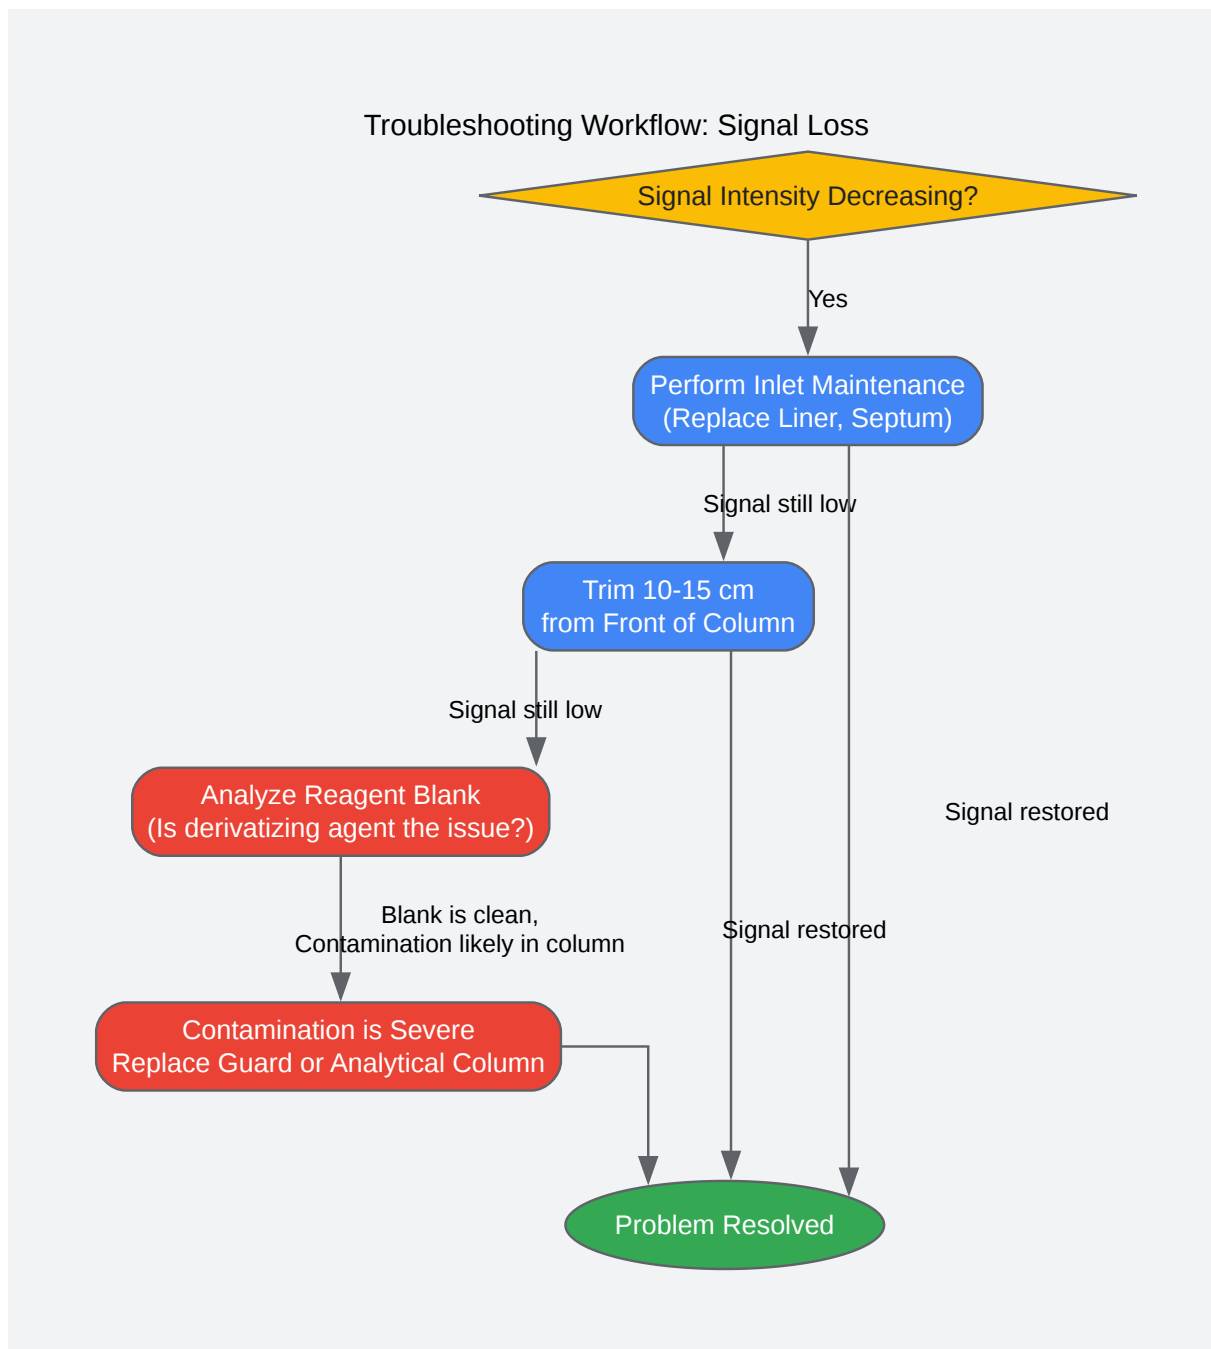 Troubleshooting Workflow: Signal Loss
Signal Intensity Decreasing?
Yes
Perform Inlet Maintenance
(Replace Liner, Septum)
Signal still low
Trim 10-15 cm
from Front of Column
Signal still low
Analyze Reagent Blank
(Is derivatizing agent the issue?)
Signal restored
Blank is clean,
Contamination likely in column
Signal restored
Contamination is Severe
Replace Guard or Analytical Column
Problem Resolved